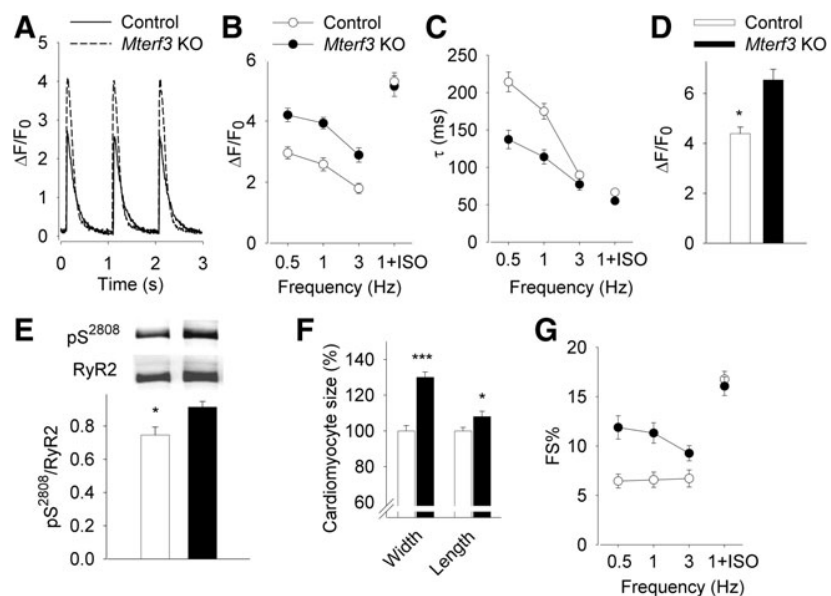 A
Control
Mterf3 KO
ΔF/F0
5
4
3
2
1
0
0 1 2 3
Time (s)
B
Control
Mterf3 KO
ΔF/F0
6
4
2
0
0.5 1 3 1+ISO
Frequency (Hz)
C
τ (ms)
250
200
150
100
50
0
0.5 1 3 1+ISO
Frequency (Hz)
D
Control
Mterf3 KO
ΔF/F0
6
4
2
0
*
E
pS2808
RyR2
pS2808/RyR2
0.8
0.6
0.4
0.2
0.0
*
F
Cardiomyocyte size (%)
140
120
100
80
60
***
*
Width
Length
G
FS%
20
15
10
5
0
0.5 1 3 1+ISO
Frequency (Hz)